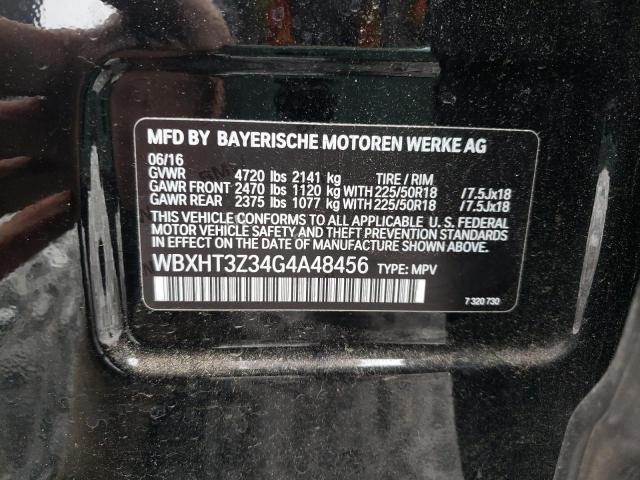 MFD BY BAYERISCHE MOTOREN WERKE AG
06/16
GVWR 4720 lbs 2141 kg TIRE / RIM
GAWR FRONT 2470 lbs 1120 kg WITH 225/50R18 /7.5Jx18
GAWR REAR 2375 lbs 1077 kg WITH 225/50R18 /7.5Jx18
THIS VEHICLE CONFORMS TO ALL APPLICABLE U. S. FEDERAL
MOTOR VEHICLE SAFETY AND THEFT PREVENTION STANDARDS
IN EFFECT ON THE DATE OF MANUFACTURE SHOWN ABOVE.
WBXHT3Z34G4A48456 TYPE: MPV
7 320 730